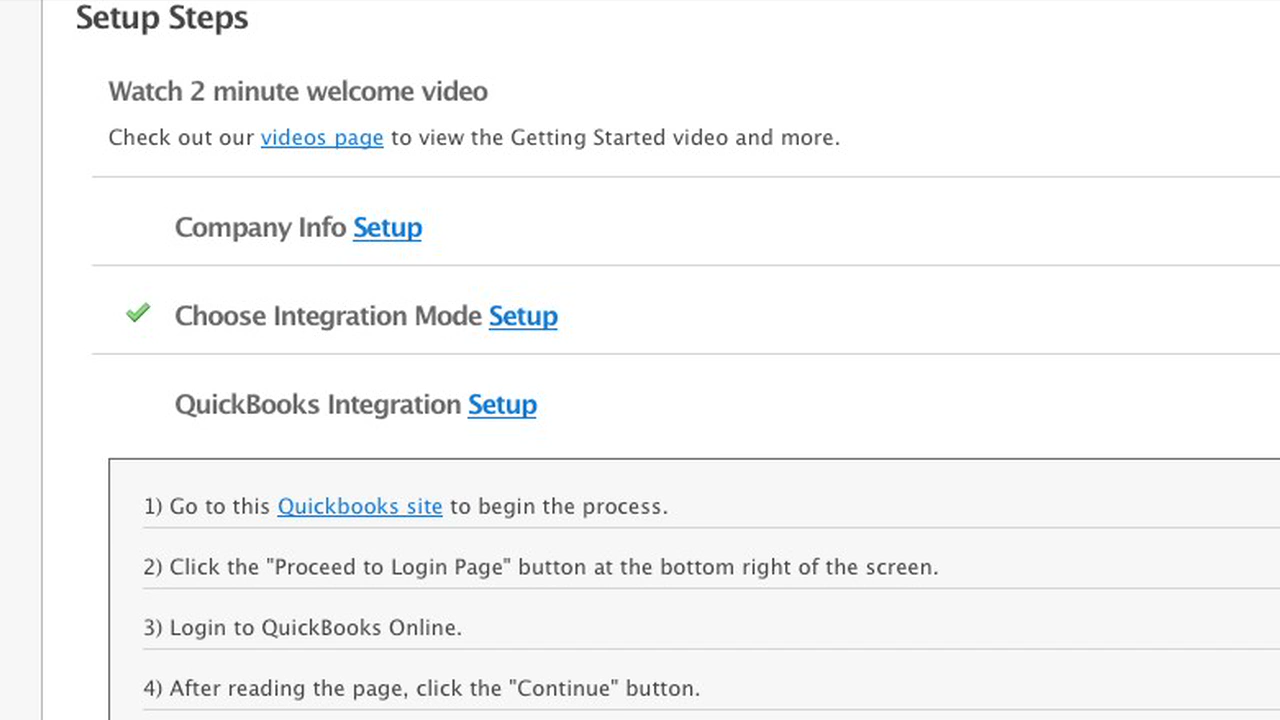 Setup Steps
Watch 2 minute welcome video
Check out our videos page to view the Getting Started video and more.
Company Info Setup
Choose Integration Mode Setup
QuickBooks Integration Setup
1) Go to this Quickbooks site to begin the process.
2) Click the "Proceed to Login Page" button at the bottom right of the screen.
3) Login to QuickBooks Online.
4) After reading the page, click the "Continue" button.